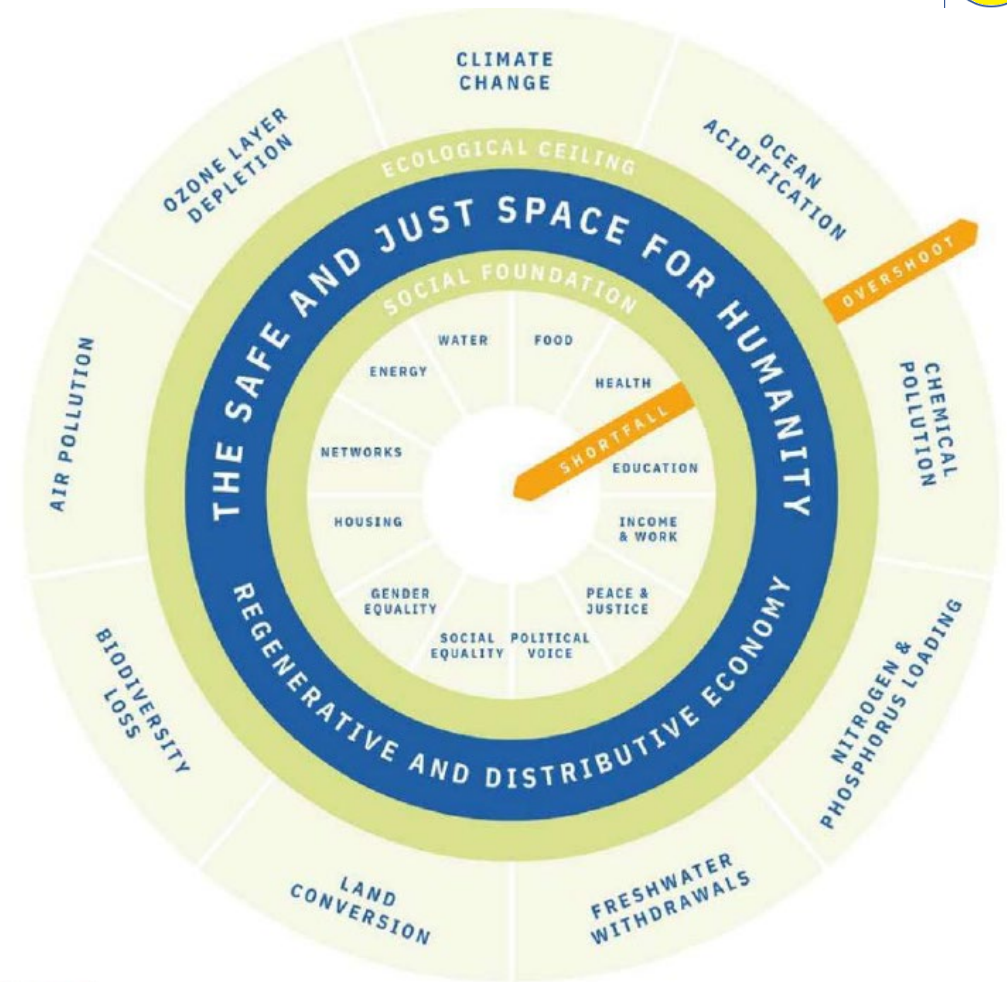 CLIMATE
CHANGE
OCEAN
ACIDIFICATION
CHEMICAL
POLLUTION
NITROGEN &
PHOSPHORUS LOADING
FRESHWATER
WITHDRAWALS
LAND
CONVERSION
BIODIVERSITY
LOSS
AIR POLLUTION
OZONE LAYER
DEPLETION
OVERSHOOT
ECOLOGICAL CEILING
THE SAFE AND JUST SPACE FOR HUMANITY
REGENERATIVE AND DISTRIBUTIVE ECONOMY
SOCIAL FOUNDATION
WATER
FOOD
HEALTH
SHORTFALL
EDUCATION
INCOME
& WORK
PEACE &
JUSTICE
POLITICAL
VOICE
SOCIAL
EQUALITY
GENDER
EQUALITY
HOUSING
NETWORKS
ENERGY